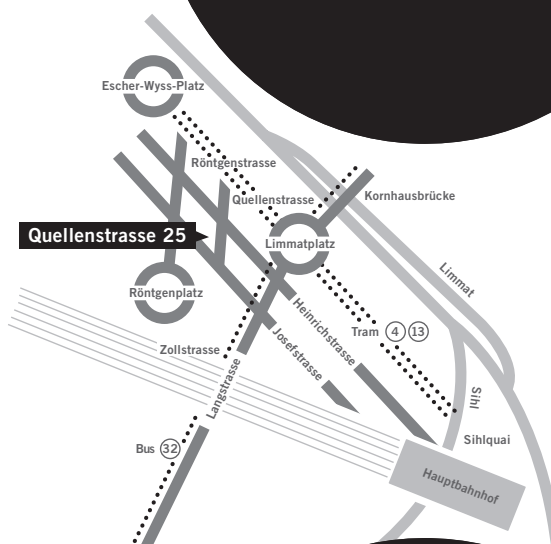 Escher-Wyss-Platz
Röntgenstrasse
Quellenstrasse
Kornhausbrücke
Quellenstrasse 25
Limmatplatz
Limmat
Röntgenplatz
Heinrichstrasse
Tram 4 13
Josefstrasse
Zollstrasse
Langstrasse
Sihl
Sihlquai
Bus 32
Hauptbahnhof